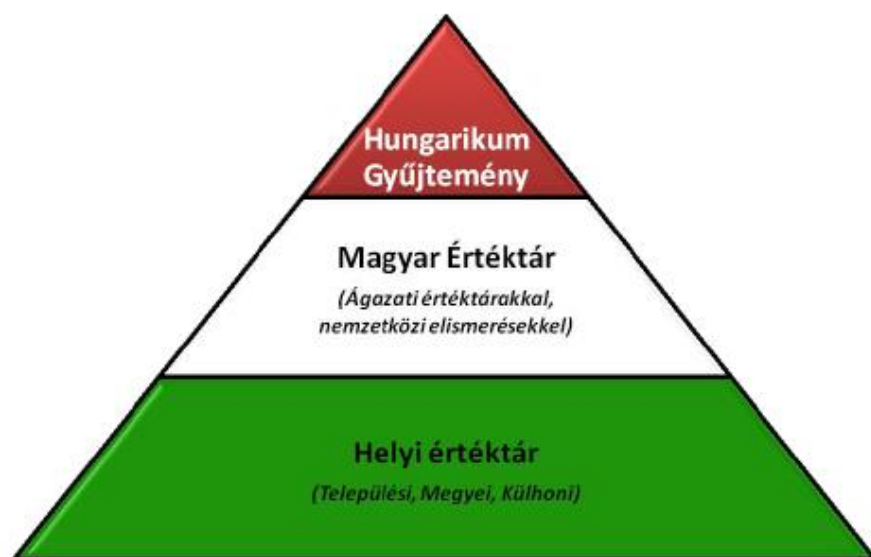 Hungarikum
Gyűjtemény
Magyar Értéktár
(Ágazati értéktárakkal,
nemzetközi elismerésekkel)
Helyi értéktár
(Települési, Megyei, Külhoni)